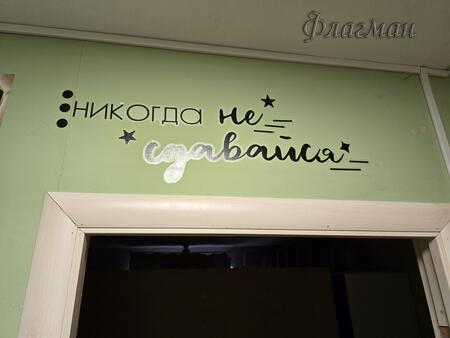 Флагман
никогда не
сдавайся